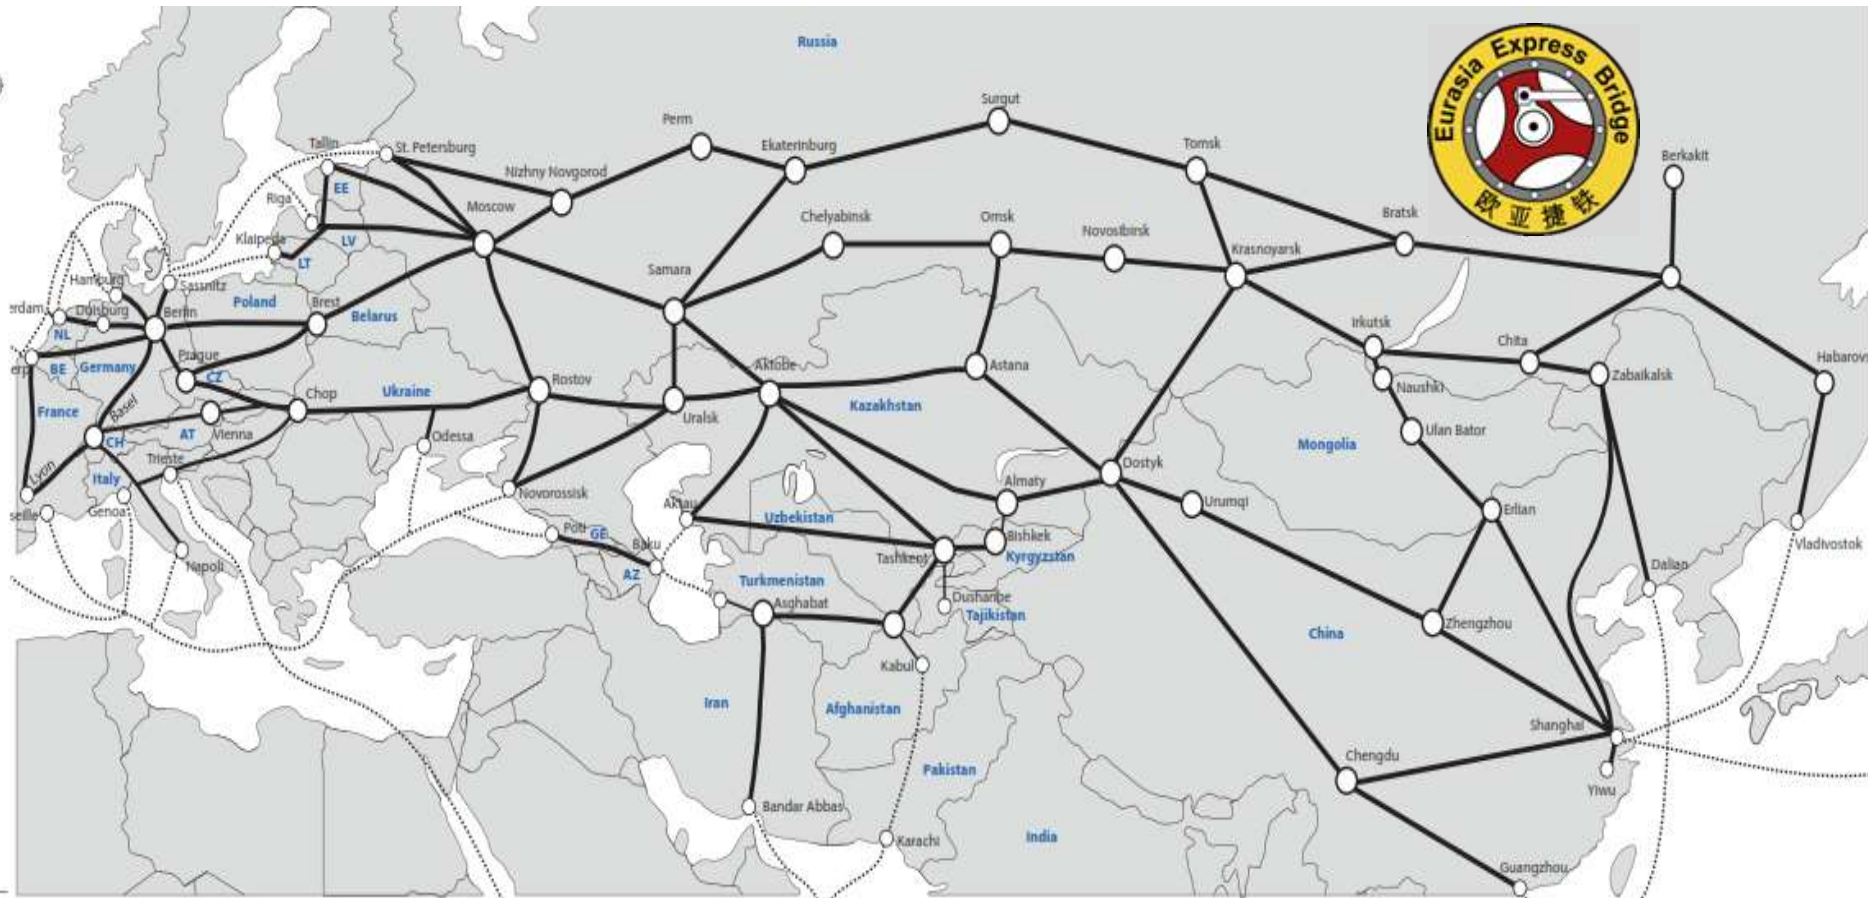 Russia
Eurasia Express Bridge
欧亚捷铁
Surgut
Perm
Ekaterinburg
Tomsk
Tallin
St. Petersburg
Nizhny Novgorod
Berkakit
EE
Riga
Moscow
Chelyabinsk
Omsk
Novosibirsk
Bratsk
Krasnoyarsk
Klaipeda
LV
LT
Samara
Hamburg
Sassnitz
Poland
Brest
Belarus
erdam
Duisburg
Berlin
NL
Irkutsk
Chita
Prague
erp
BE
Germany
CZ
Aktobe
Astana
Naushki
Zabaikalsk
Habarovs
Ukraine
Rostov
Chop
Basel
France
Kazakhstan
Uralsk
CH
AT
Vienna
Odessa
Mongolia
Ulan Bator
Trieste
Lyon
Italy
Dostyk
Almaty
Novorossisk
Urumqi
seille
Genoa
Aktau
Uzbekistan
Erlian
Poti
GE
Baku
Bishkek
Tashkent
Kyrgyzstan
Vladivostok
Napoli
AZ
Turkmenistan
Dalian
Asghabat
Dushanbe
Tajikistan
China
Zhengzhou
Kabul
Iran
Afghanistan
Shanghai
Chengdu
Pakistan
Yiwu
Bandar Abbas
Karachi
India
Guangzhou